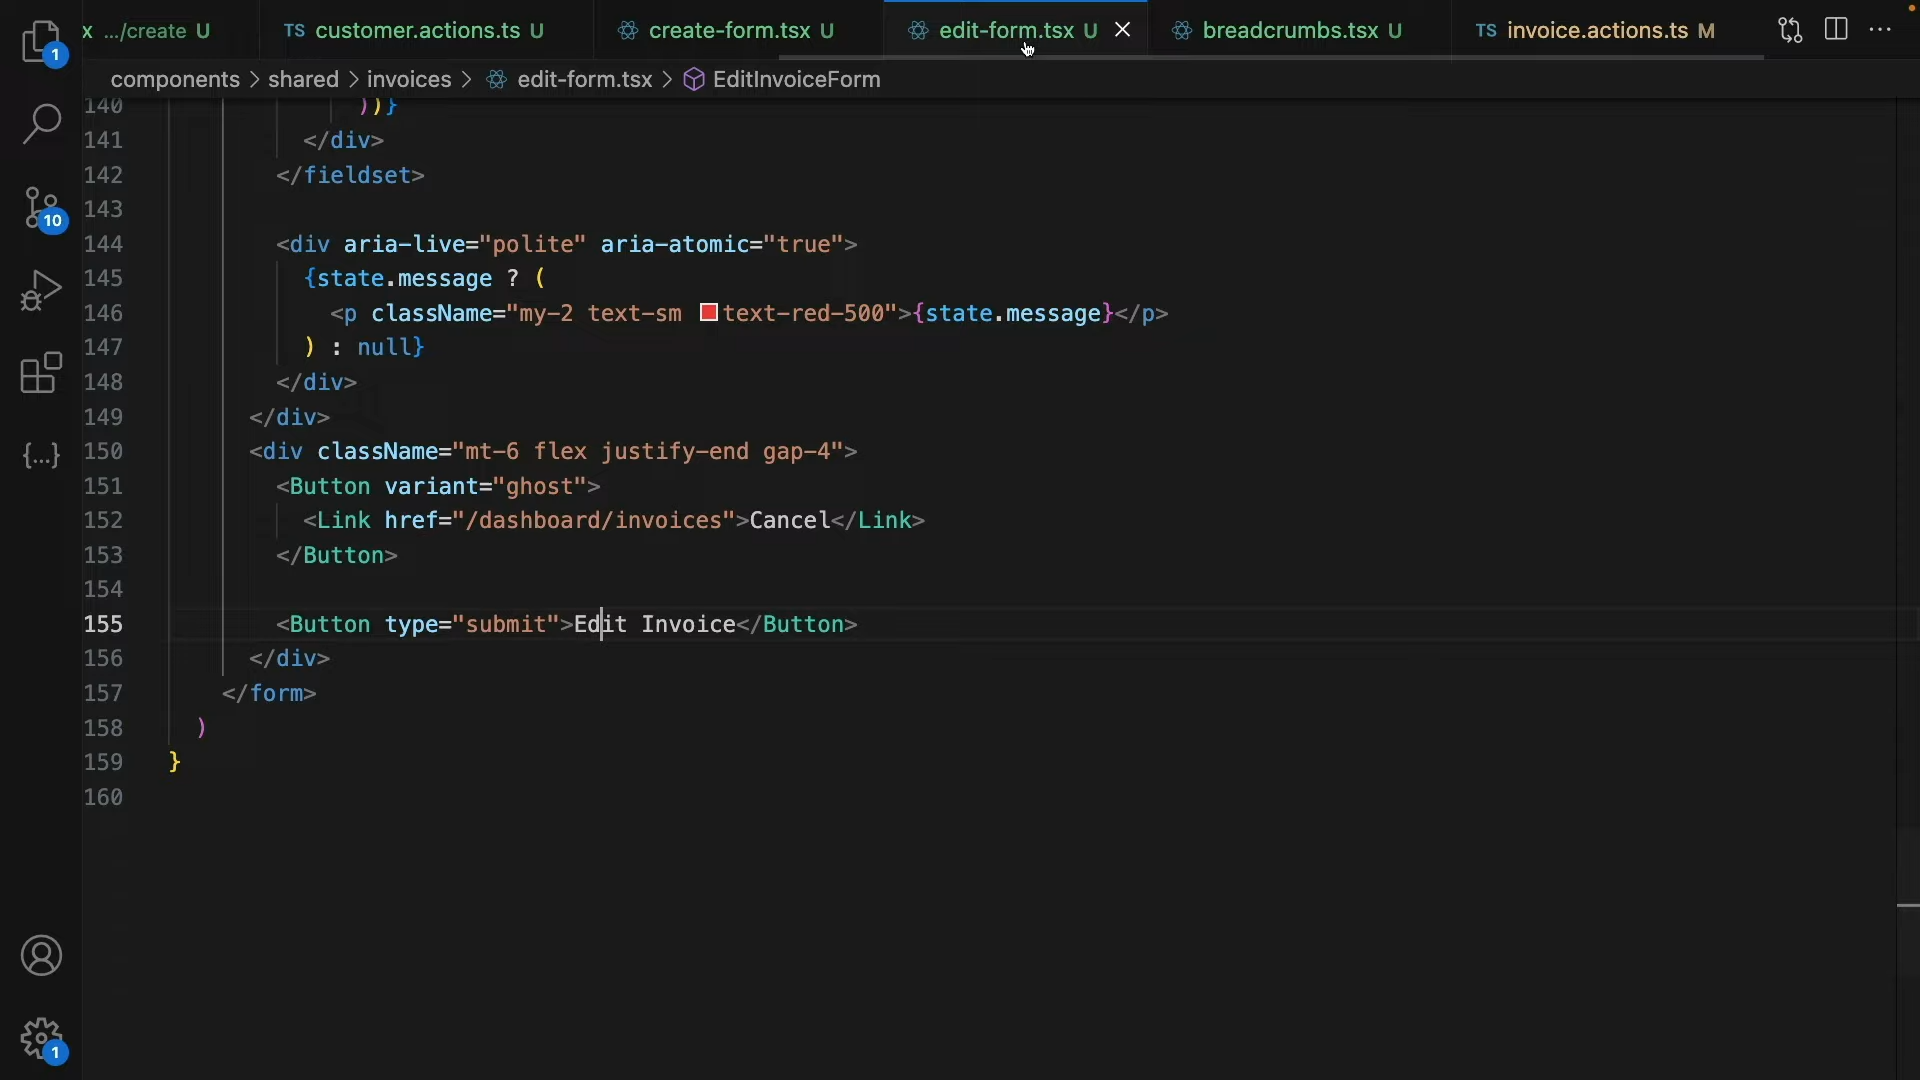 x .../create U
TS customer.actions.ts U
create-form.tsx U
edit-form.tsx U
breadcrumbs.tsx U
TS invoice.actions.ts M
components > shared > invoices > edit-form.tsx > EditInvoiceForm
140 ))}
141 </div>
142 </fieldset>
143
144 <div aria-live="polite" aria-atomic="true">
145 {state.message ? (
146 <p className="my-2 text-sm text-red-500">{state.message}</p>
147 ) : null}
148 </div>
149 </div>
150 <div className="mt-6 flex justify-end gap-4">
151 <Button variant="ghost">
152 <Link href="/dashboard/invoices">Cancel</Link>
153 </Button>
154
155 <Button type="submit">Edit Invoice</Button>
156 </div>
157 </form>
158 )
159 }
160
1
10
{...}
1